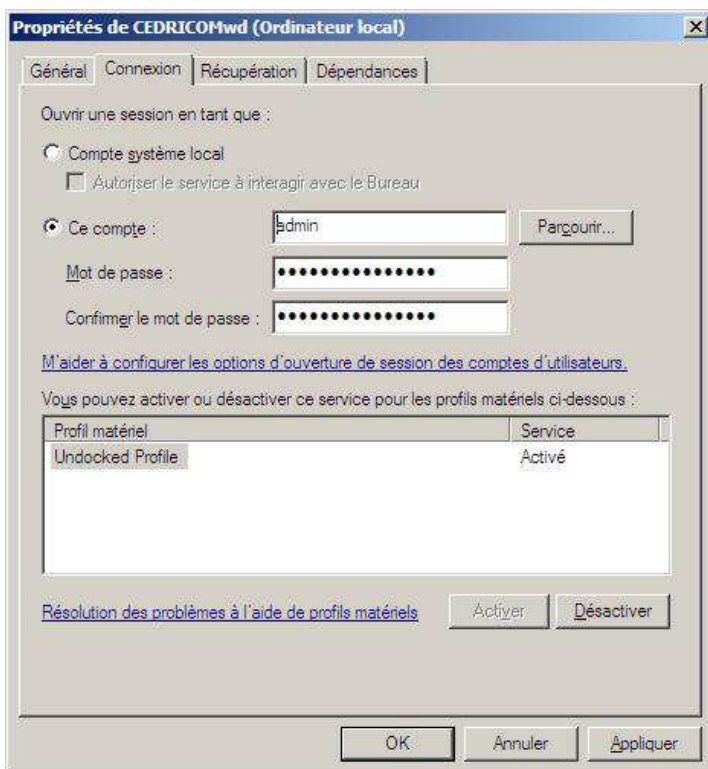 Propriétés de CEDRICOMwd (Ordinateur local)
Général Connexion Récupération Dépendances
Ouvrir une session en tant que :
Compte système local
Autoriser le service à interagir avec le Bureau
Ce compte : admin Parcourir...
Mot de passe : •••••••••••••••
Confirmer le mot de passe : •••••••••••••••
M'aider à configurer les options d'ouverture de session des comptes d'utilisateurs.
Vous pouvez activer ou désactiver ce service pour les profils matériels ci-dessous :
Profil matériel Service
Undocked Profile Activé
Résolution des problèmes à l'aide de profils matériels Activer Désactiver
OK Annuler Appliquer